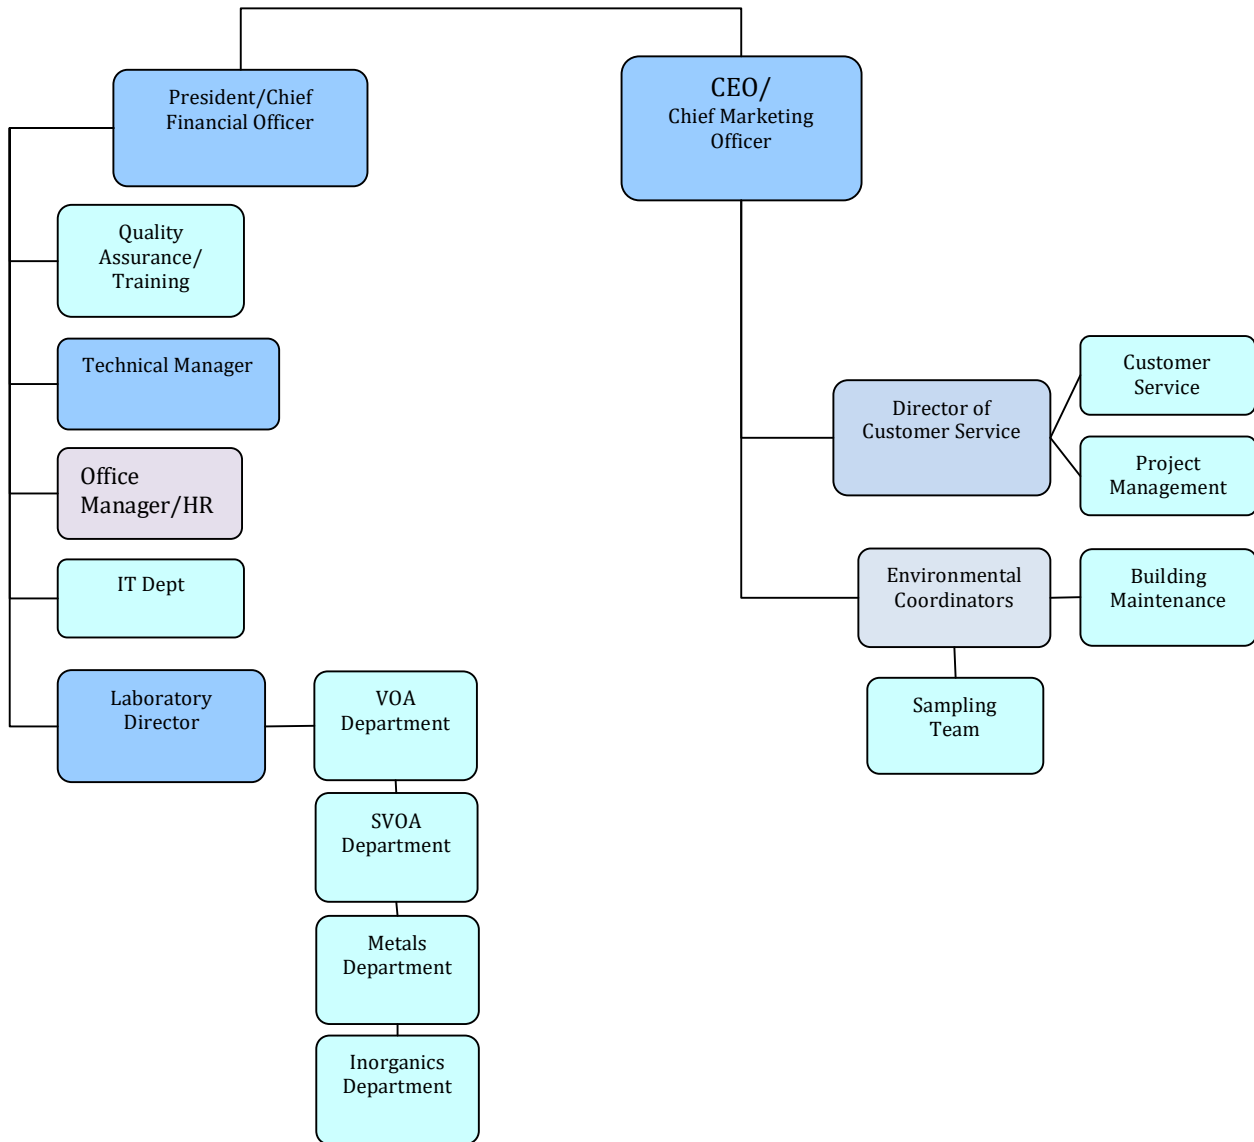 President/Chief
Financial Officer
CEO/
Chief Marketing
Officer
Quality
Assurance/
Training
Technical Manager
Office
Manager/HR
IT Dept
Laboratory
Director
VOA
Department
SVOA
Department
Metals
Department
Inorganics
Department
Director of
Customer Service
Customer
Service
Project
Management
Environmental
Coordinators
Building
Maintenance
Sampling
Team